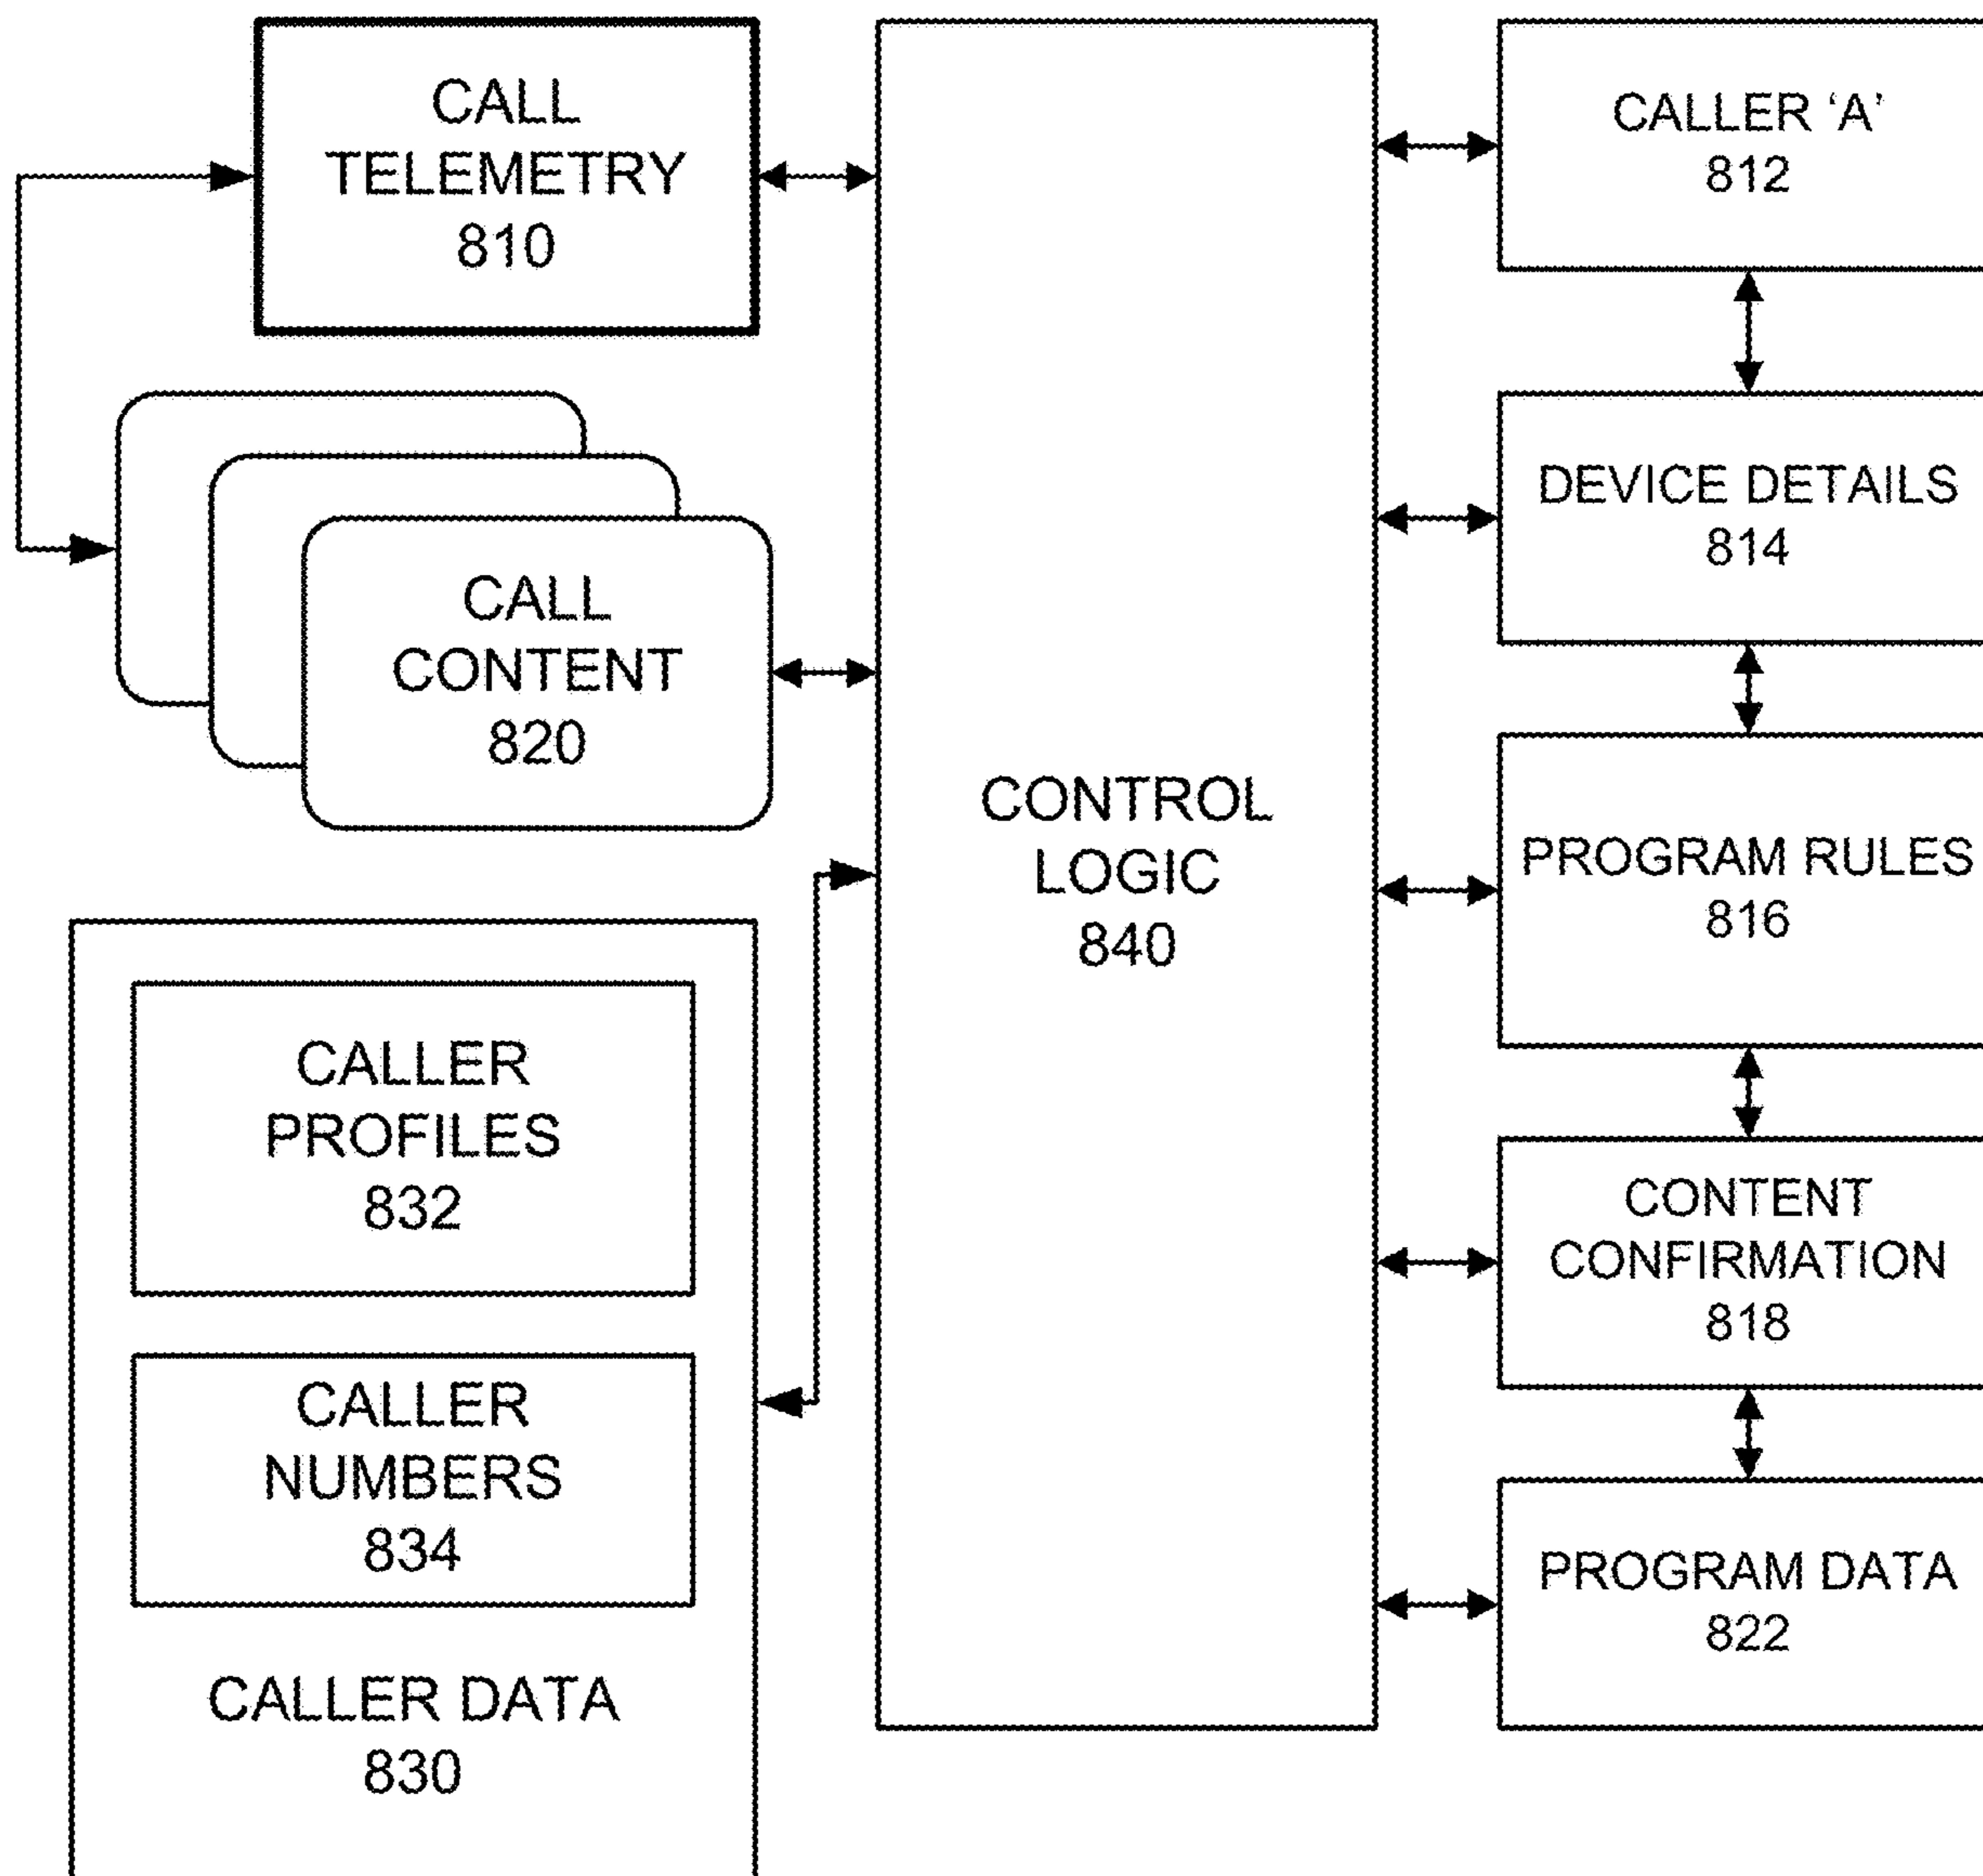 CALL
TELEMETRY
810
CALL
CONTENT
820
CALLER
PROFILES
832
CALLER
NUMBERS
834
CALLER DATA
830
CONTROL
LOGIC
840
CALLER ‘A’
812
DEVICE DETAILS
814
PROGRAM RULES
816
CONTENT
CONFIRMATION
818
PROGRAM DATA
822